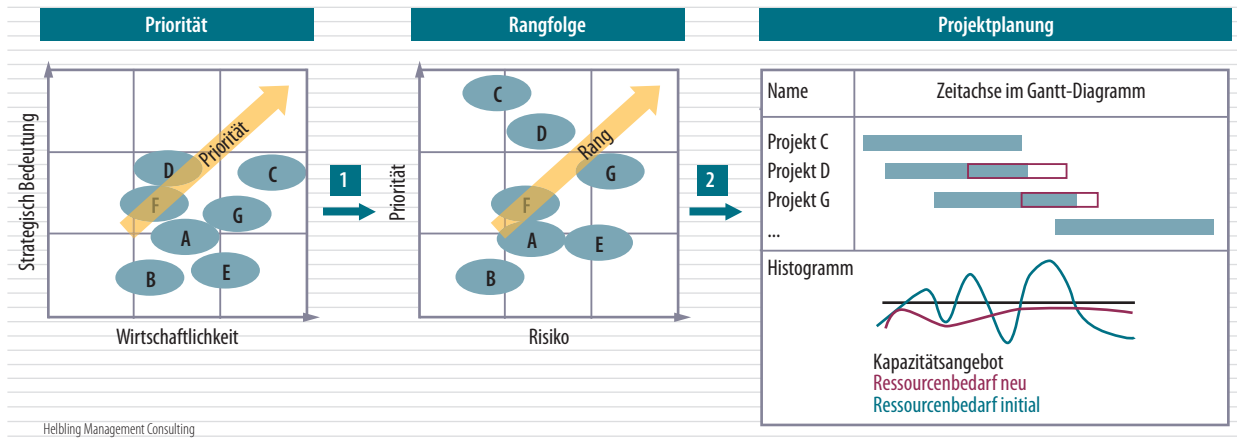 Priorität
Strategisch Bedeutung
Priorität
D
C
F
G
A
B
E
Wirtschaftlichkeit
1
Rangfolge
Priorität
C
D
Rang
G
F
A
E
B
Risiko
2
Projektplanung
Name
Zeitachse im Gantt-Diagramm
Projekt C
Projekt D
Projekt G
...
Histogramm
Kapazitätsangebot
Ressourcenbedarf neu
Ressourcenbedarf initial
Helbling Management Consulting